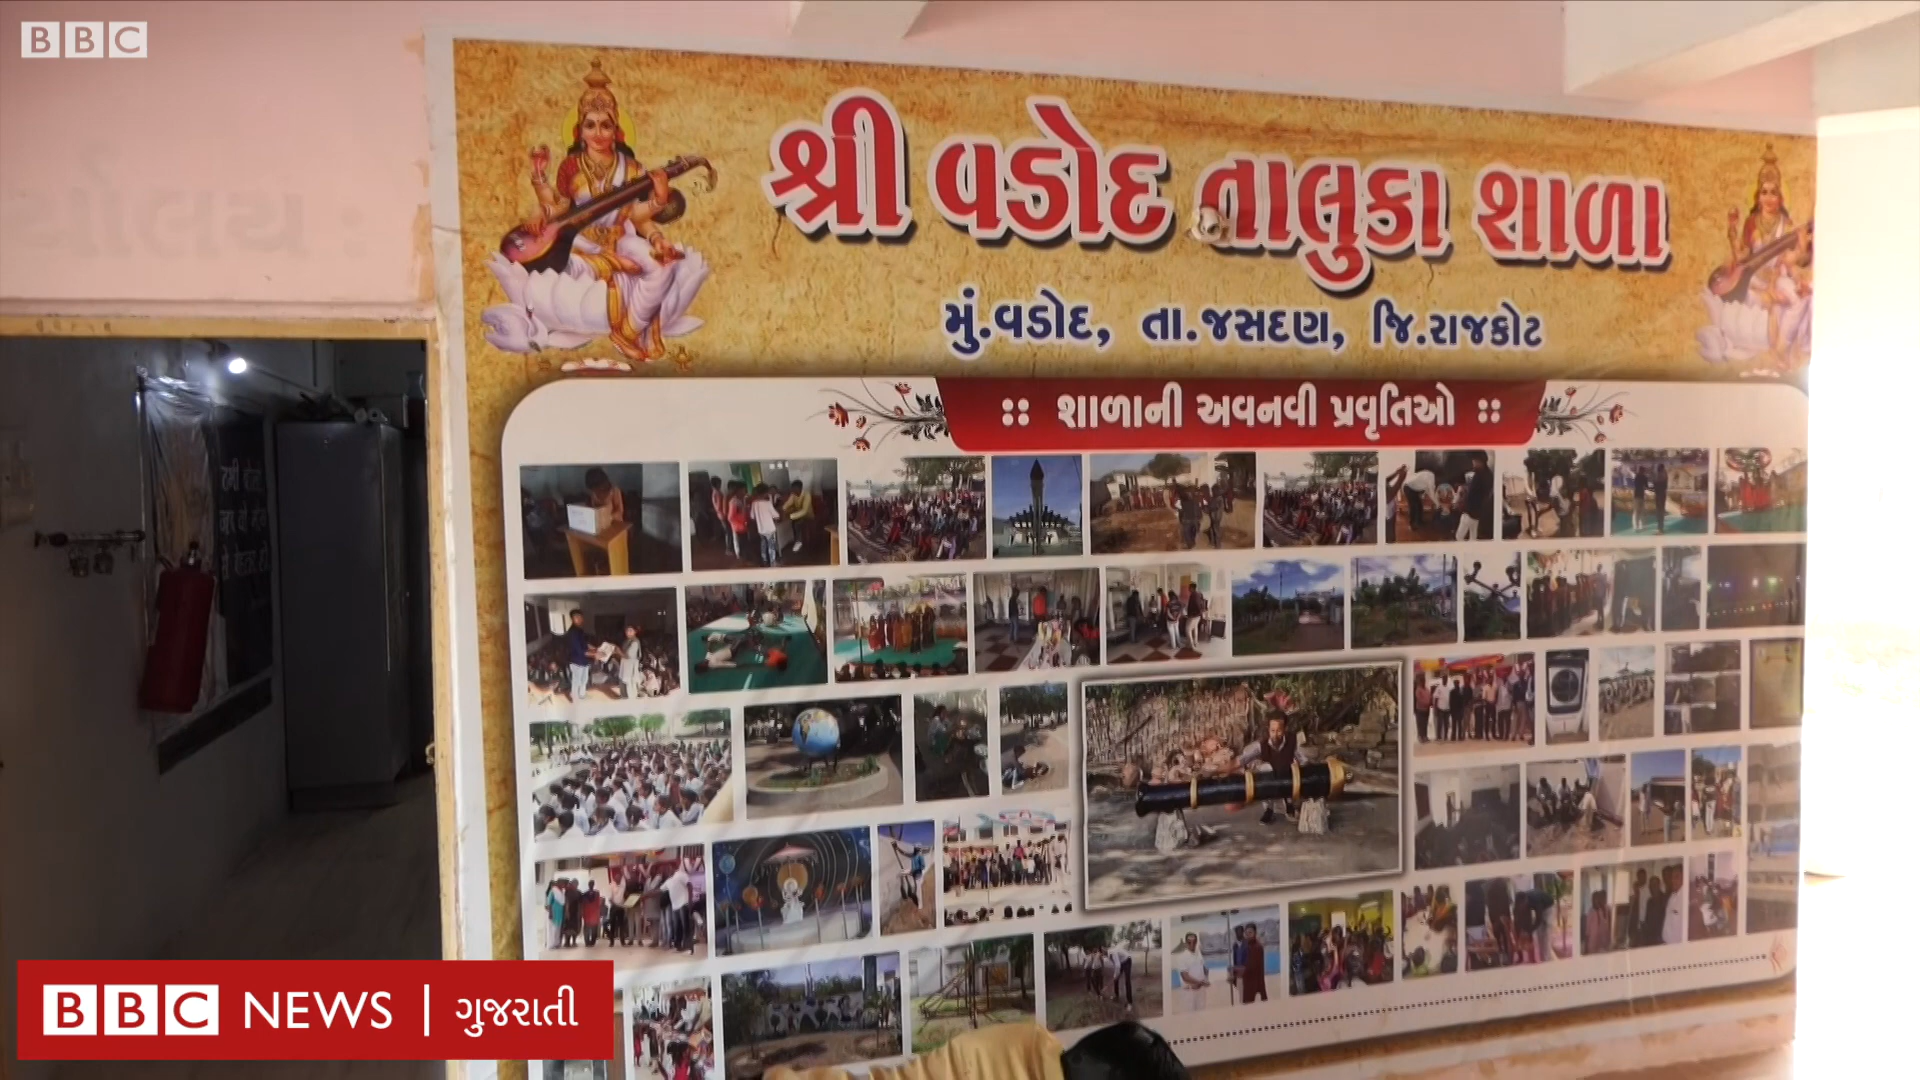 BBC
શ્રી વડોદ તાલુકા શાળા
મું.વડોદ, તા.જસદણ, જિ.રાજકોટ
:: શાળાની અવનવી પ્રવૃતિઓ ::
BBC NEWS | ગુજરાતી